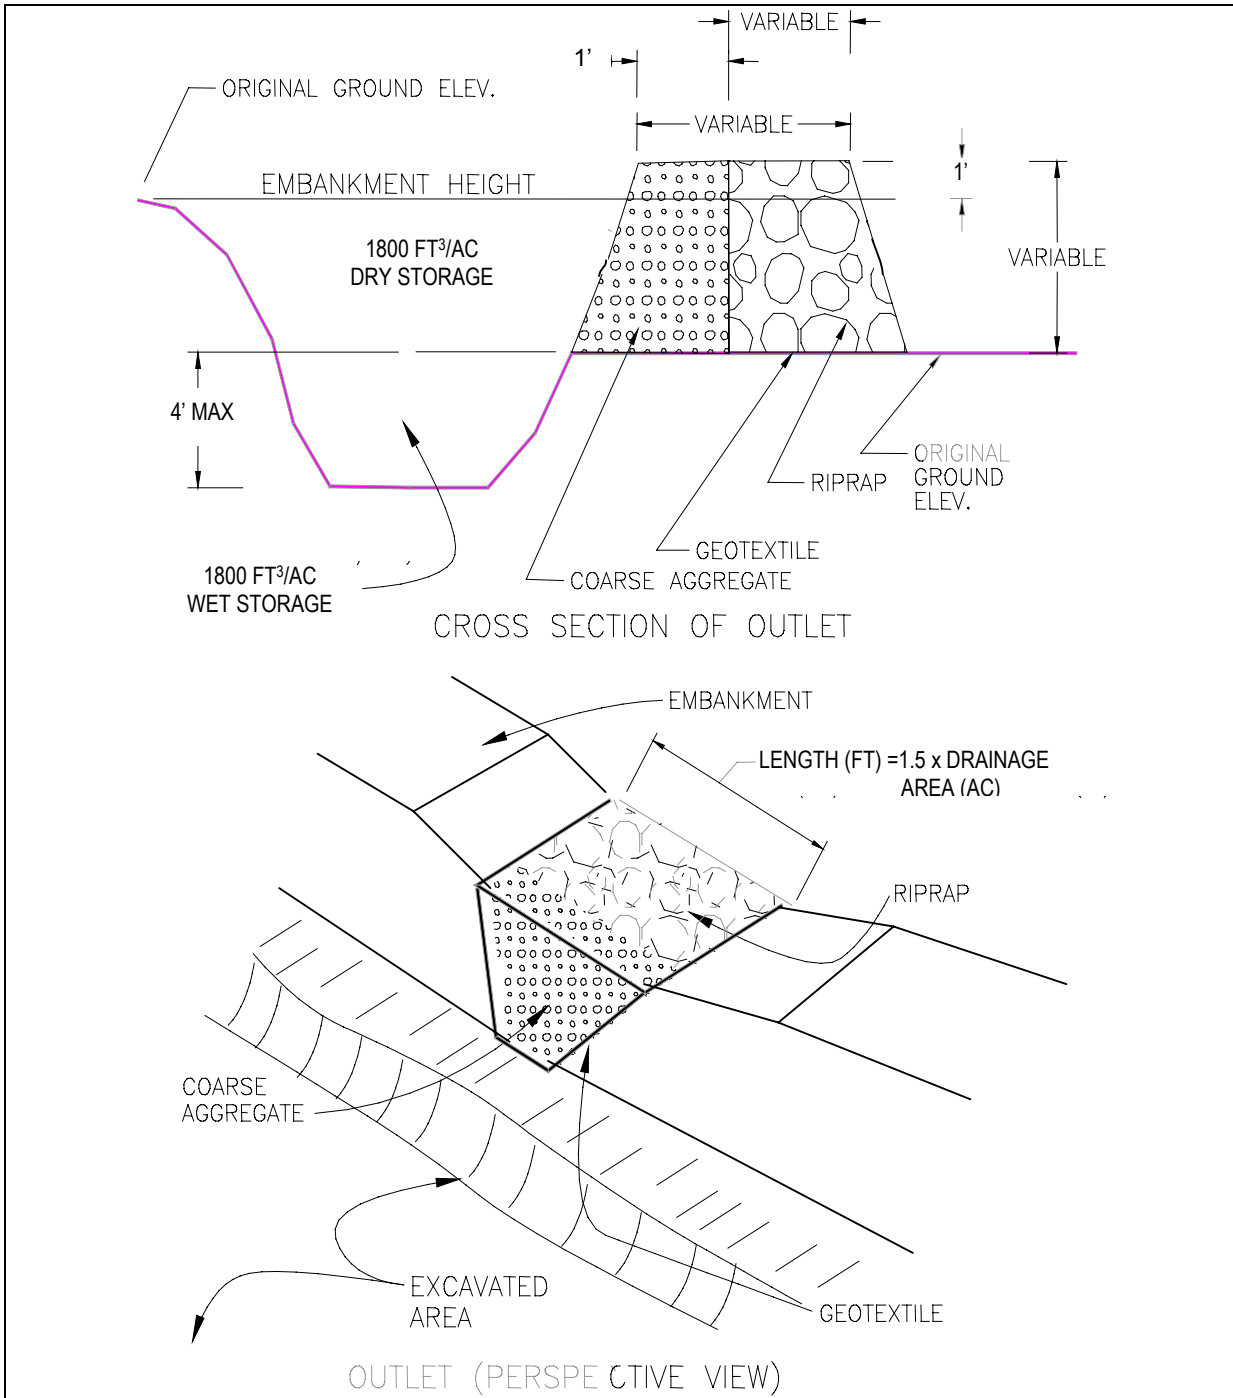 VARIABLE
1'
ORIGINAL GROUND ELEV.
VARIABLE
EMBANKMENT HEIGHT
1'
1800 FT³/AC
DRY STORAGE
VARIABLE
4' MAX
ORIGINAL
GROUND
ELEV.
RIPRAP
GEOTEXTILE
COARSE AGGREGATE
1800 FT³/AC
WET STORAGE
CROSS SECTION OF OUTLET
EMBANKMENT
LENGTH (FT) =1.5 x DRAINAGE
AREA (AC)
RIPRAP
COARSE
AGGREGATE
EXCAVATED
AREA
GEOTEXTILE
OUTLET (PERSPECTIVE VIEW)